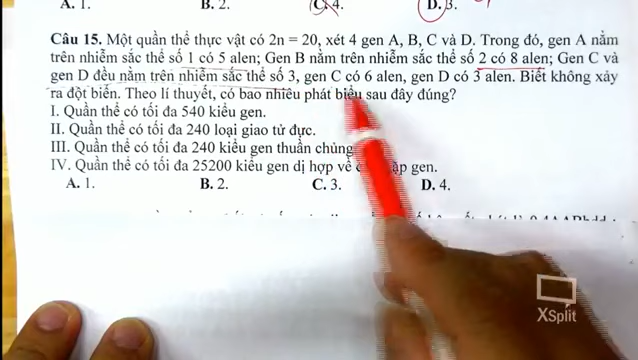 A. 1. B. 2. C. 4. D. 3.
Câu 15. Một quần thể thực vật có 2n = 20, xét 4 gen A, B, C và D. Trong đó, gen A nằm
trên nhiễm sắc thể số 1 có 5 alen; Gen B nằm trên nhiễm sắc thể số 2 có 8 alen; Gen C và
gen D đều nằm trên nhiễm sắc thể số 3, gen C có 6 alen, gen D có 3 alen. Biết không xảy
ra đột biến. Theo lí thuyết, có bao nhiêu phát biểu sau đây đúng?
I. Quần thể có tối đa 540 kiểu gen.
II. Quần thể có tối đa 240 loại giao tử đực.
III. Quần thể có tối đa 240 kiểu gen thuần chủng
IV. Quần thể có tối đa 25200 kiểu gen dị hợp về gen.
A. 1. B. 2. C. 3. D. 4.
XSplit